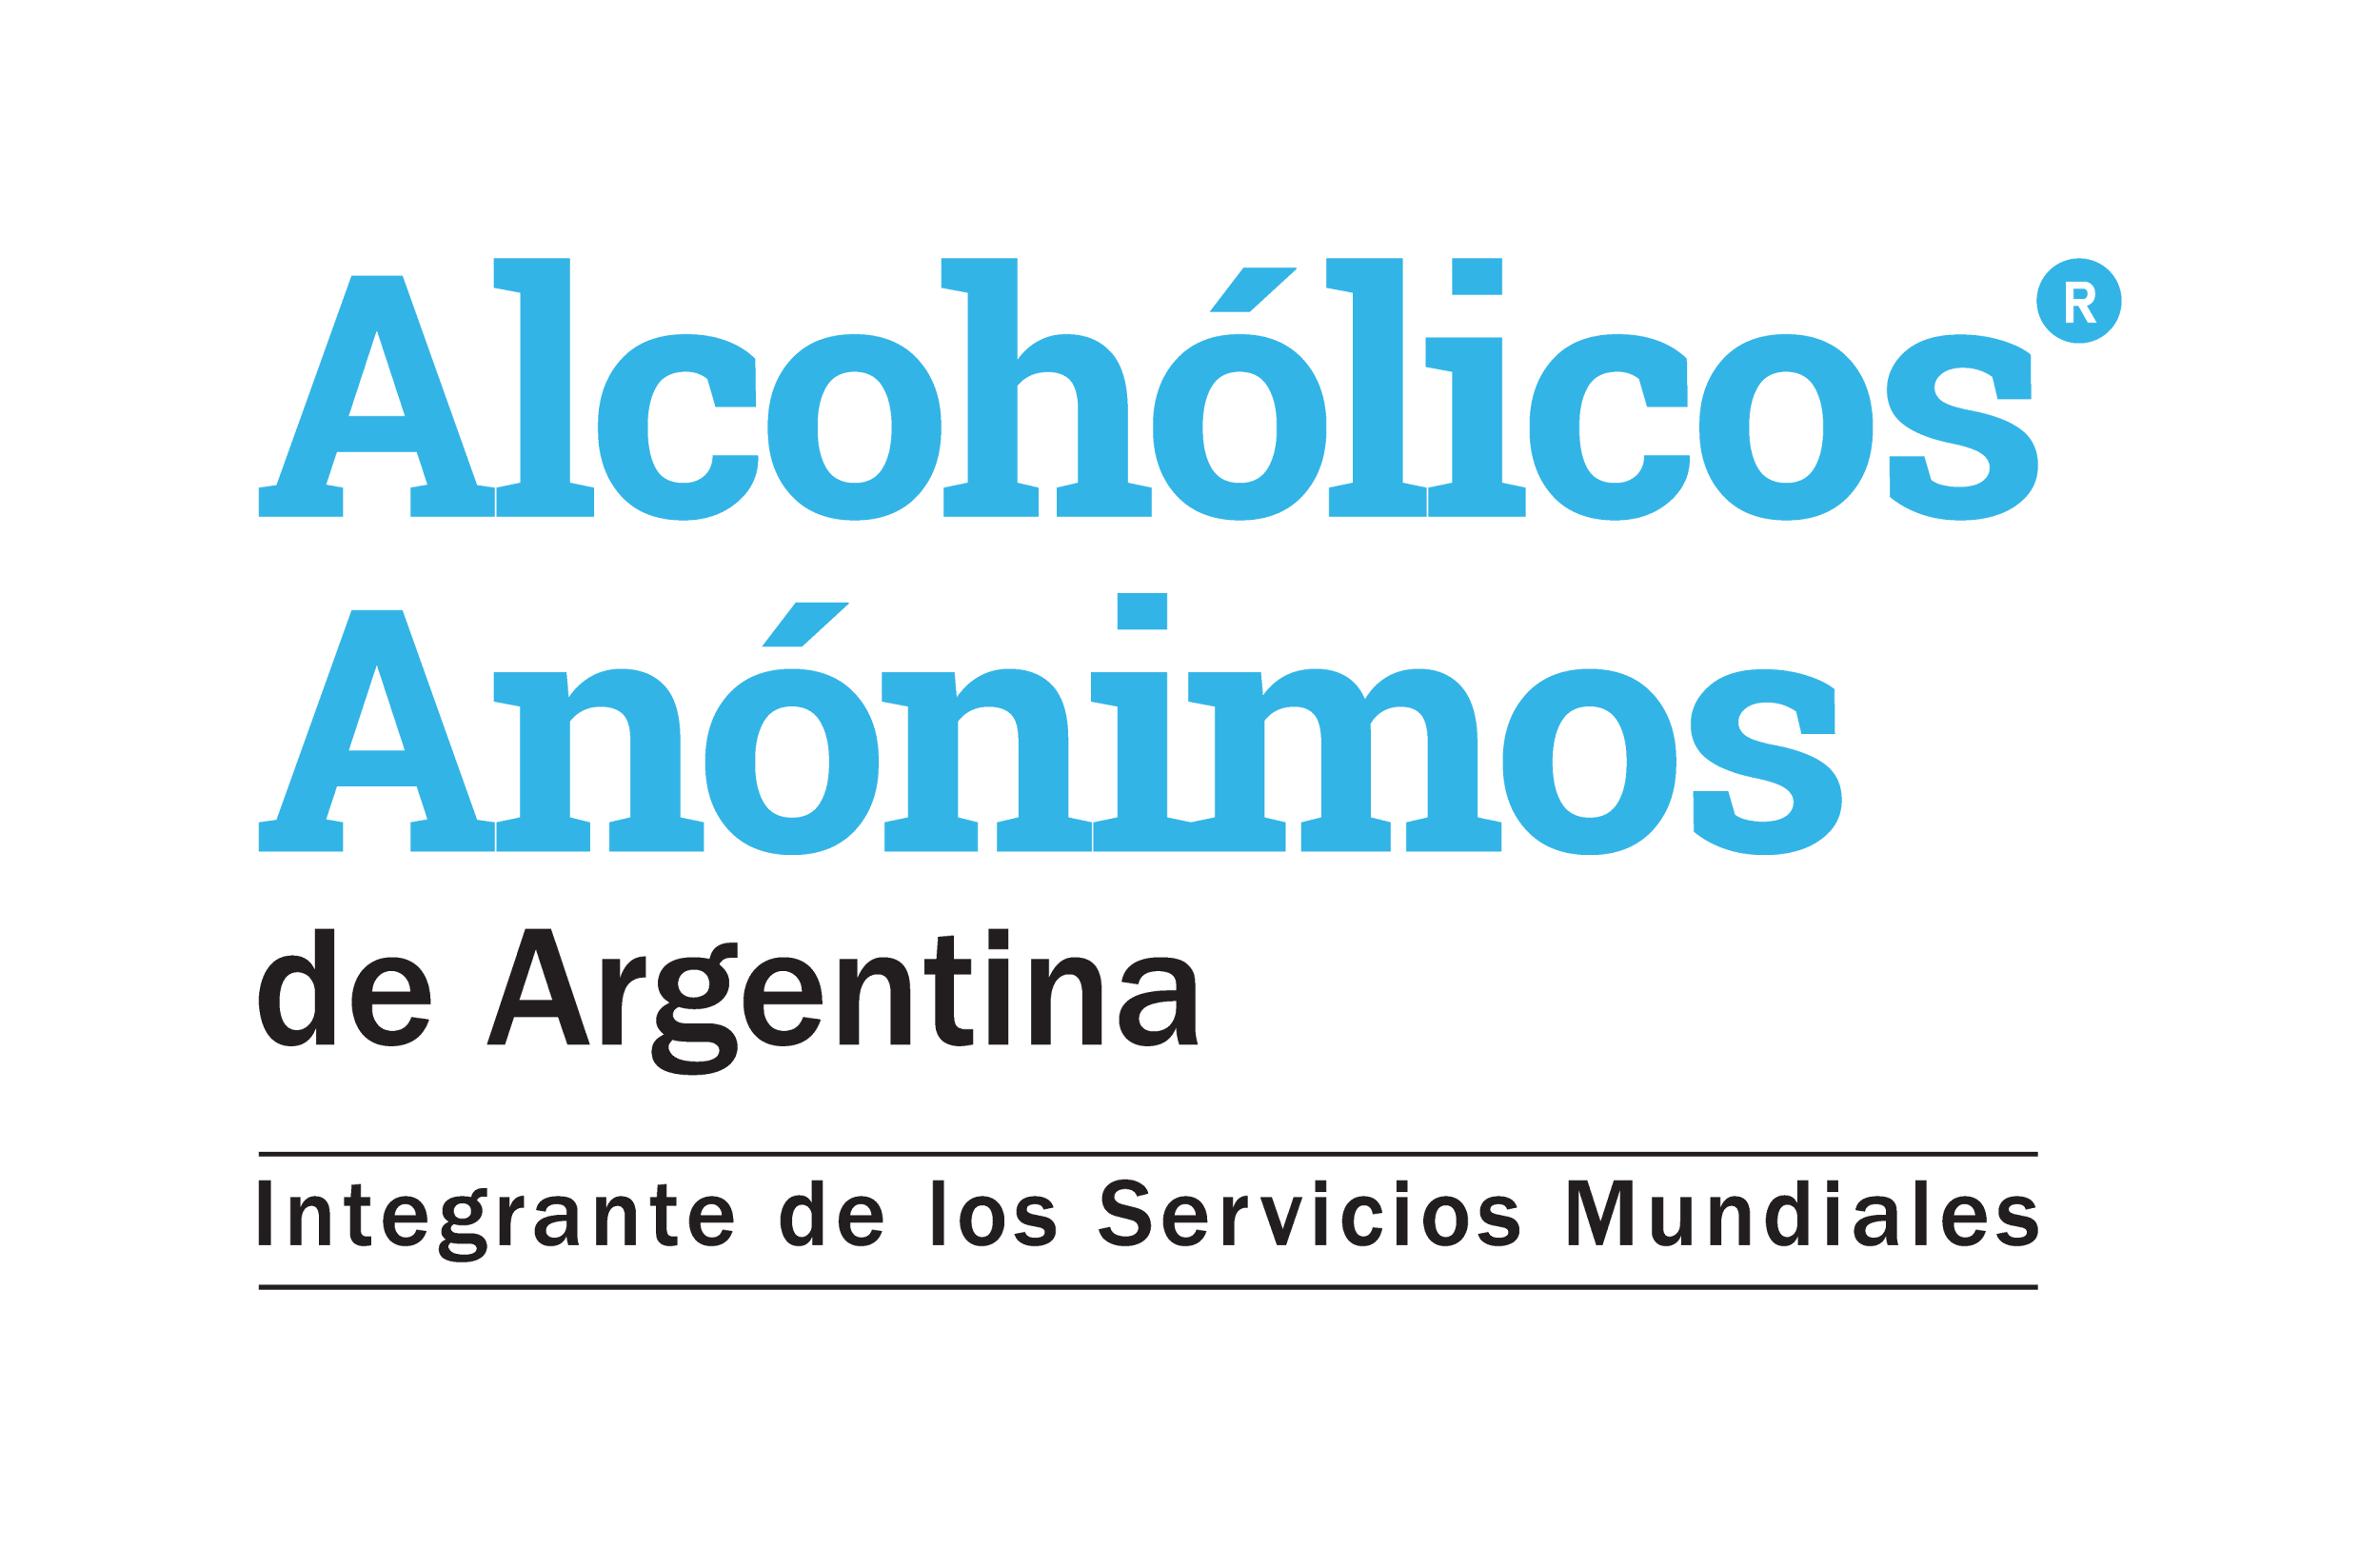 Alcohólicos®
Anónimos
de Argentina
Integrante de los Servicios Mundiales